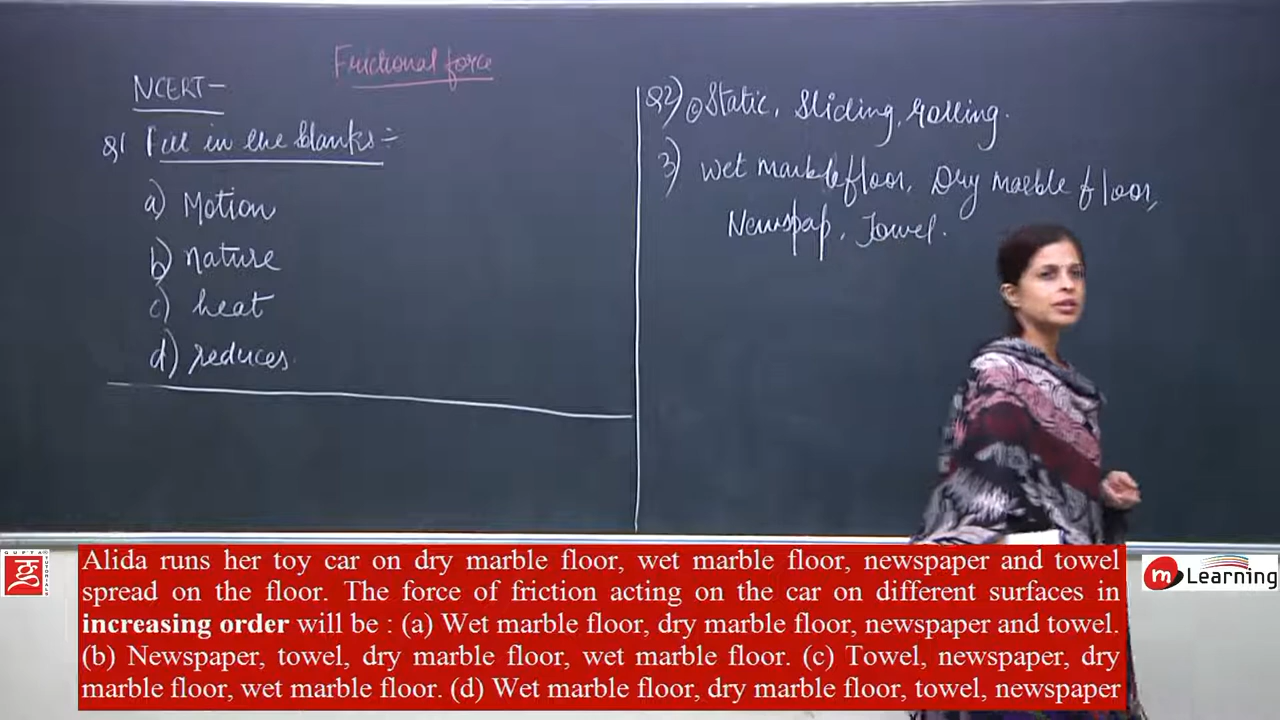 Frictional force
NCERT-
Q1 Fill in the blanks :-
a) Motion
b) nature
c) heat
d) reduces.
Q2) Static, Sliding, rolling.
3) Wet marble floor, Dry marble floor,
Newspap, Towel.
GUPTA
TUTORIALS
Alida runs her toy car on dry marble floor, wet marble floor, newspaper and towel
spread on the floor. The force of friction acting on the car on different surfaces in
increasing order will be : (a) Wet marble floor, dry marble floor, newspaper and towel.
(b) Newspaper, towel, dry marble floor, wet marble floor. (c) Towel, newspaper, dry
marble floor, wet marble floor. (d) Wet marble floor, dry marble floor, towel, newspaper
m Learning